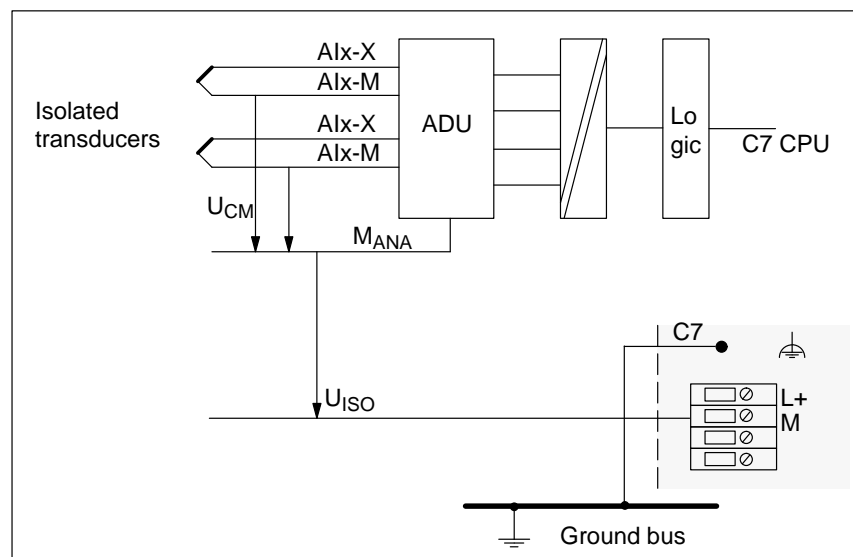 Isolated
transducers
AIx-X
AIx-M
AIx-X
AIx-M
ADU
Lo
gic
C7 CPU
UCM
MANA
UISO
C7
L+
M
Ground bus